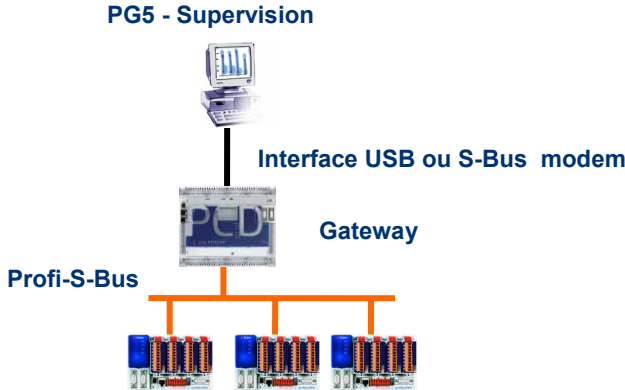 PG5 - Supervision
Interface USB ou S-Bus modem
PCD
Gateway
Profi-S-Bus